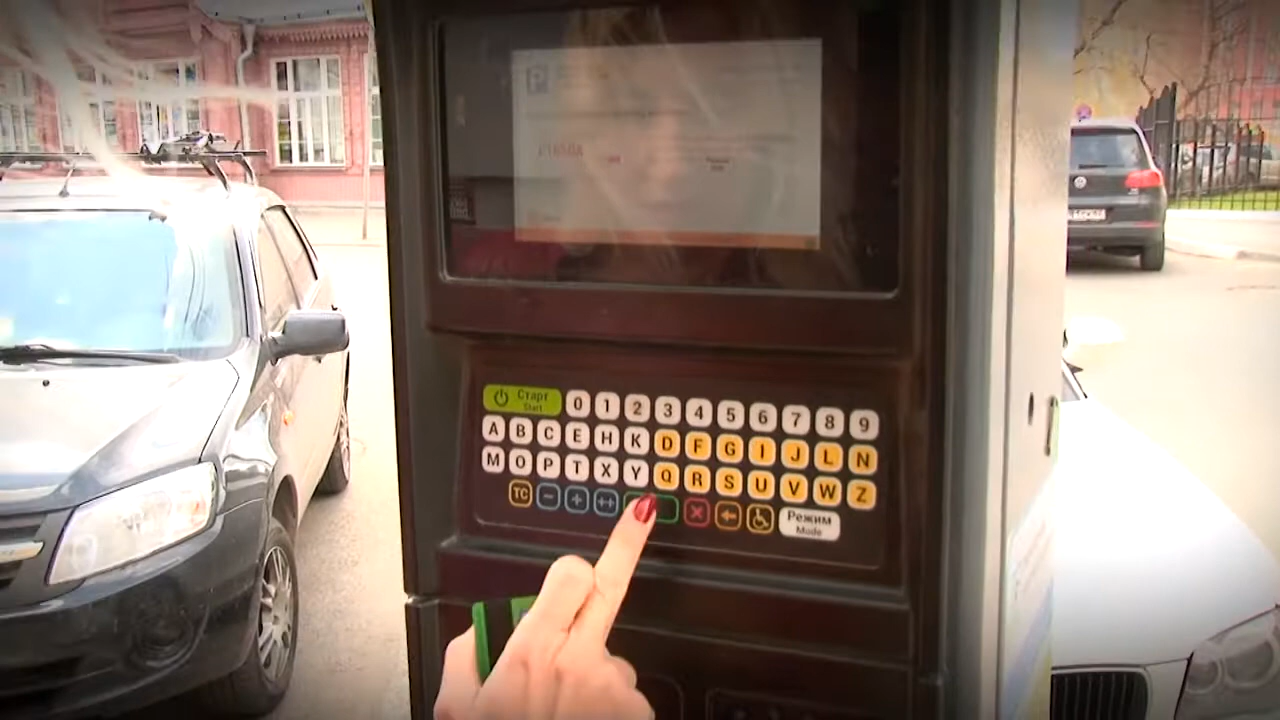 P
Старт 0 1 2 3 4 5 6 7 8 9
Start
A B C E H K D F G I J L N
M O P T X Y Q R S U V W Z
TC − + ++ × ← Режим
Mode